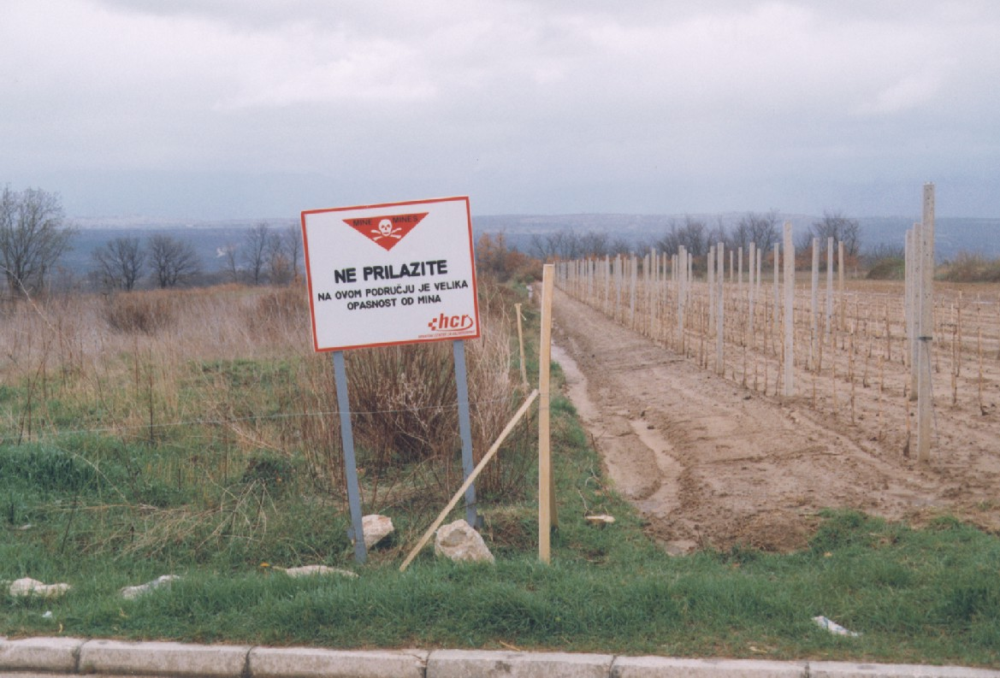 MINE MINES
NE PRILAZITE
NA OVOM PODRUČJU JE VELIKA
OPASNOST OD MINA
hcr